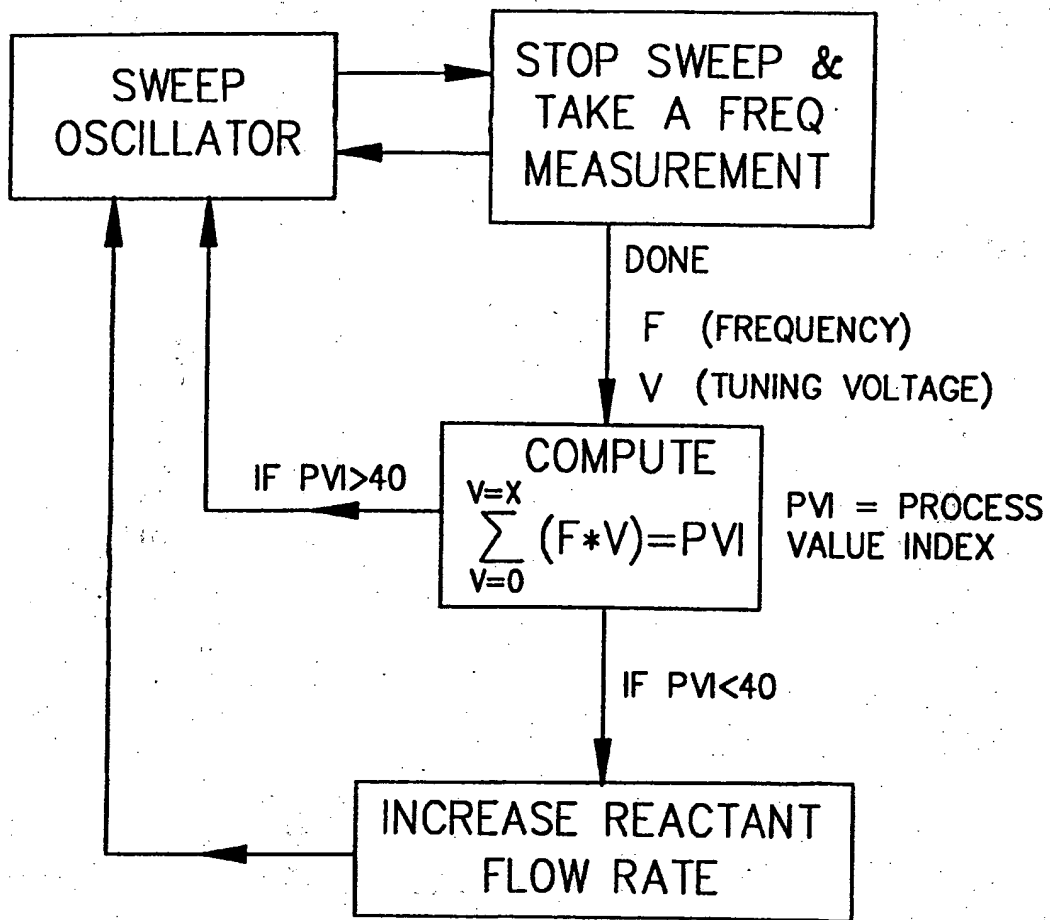 SWEEP
OSCILLATOR
STOP SWEEP &
TAKE A FREQ
MEASUREMENT
DONE
F (FREQUENCY)
V (TUNING VOLTAGE)
IF PVI>40
COMPUTE
V=X
∑ (F*V)=PVI
V=0
PVI = PROCESS
VALUE INDEX
IF PVI<40
INCREASE REACTANT
FLOW RATE